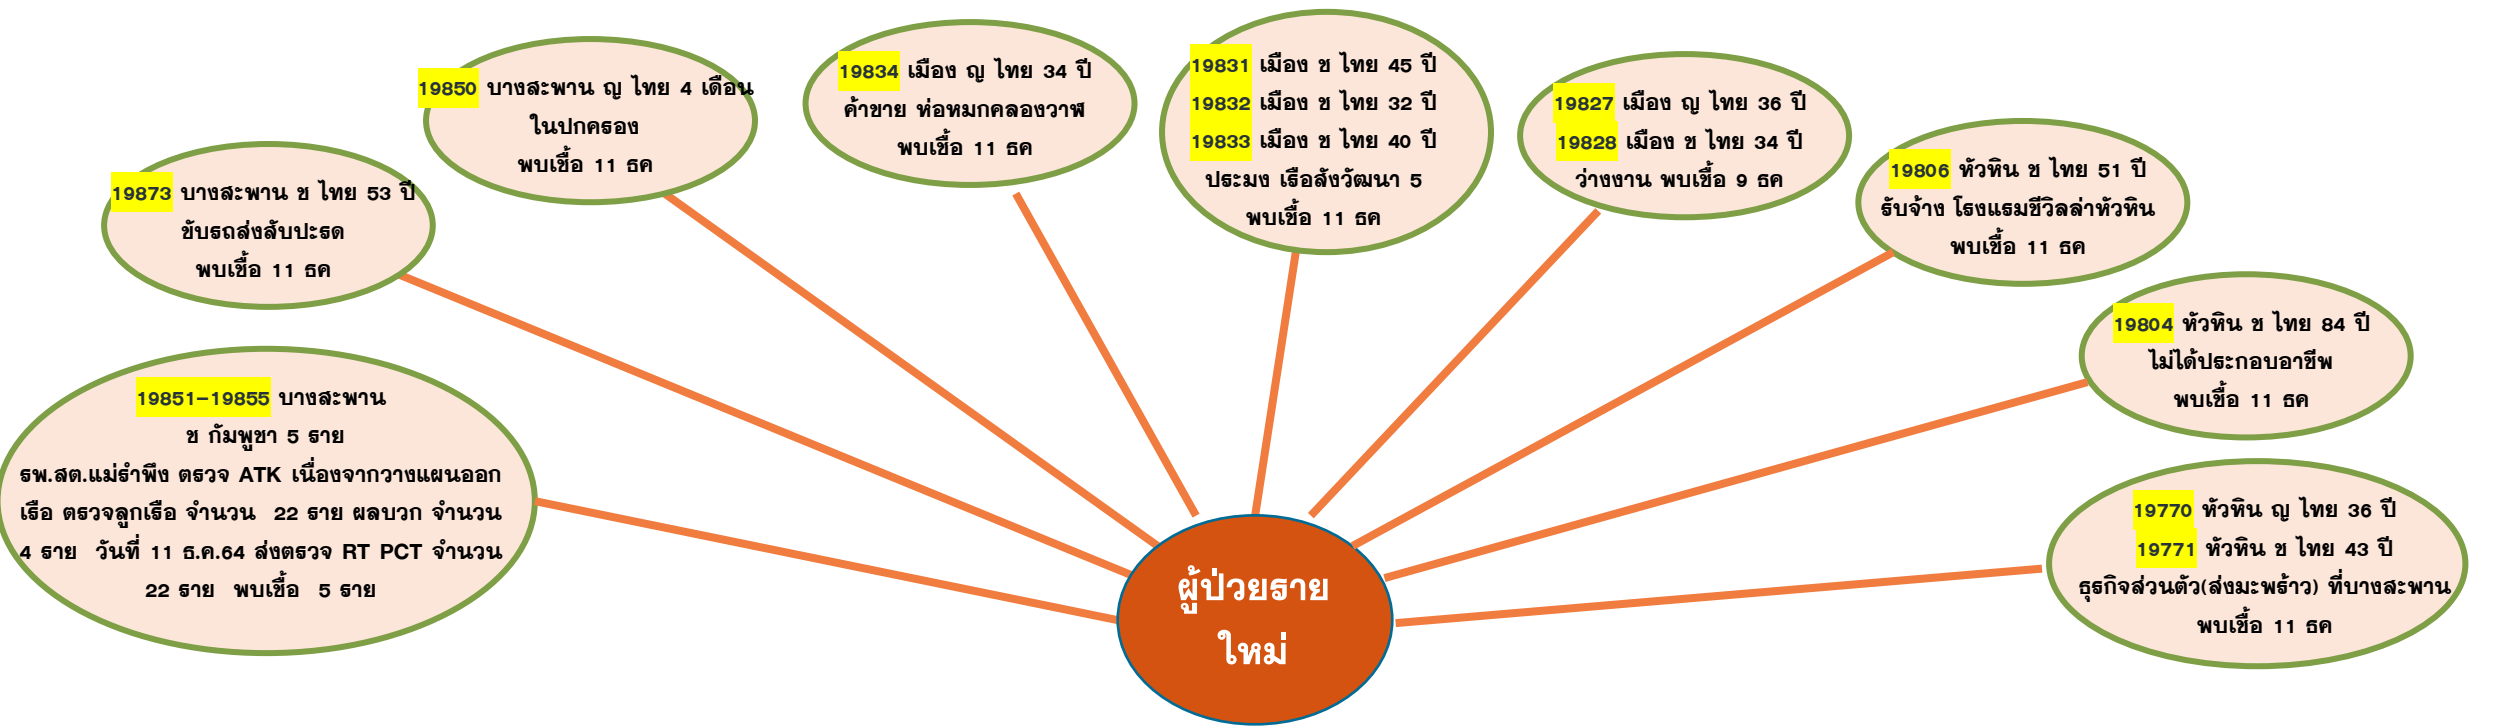 19851-19855 บางสะพาน
ช กัมพูชา 5 ราย
รพ.สต.แม่รำพึง ตรวจ ATK เนื่องจากวางแผนออก
เรือ ตรวจลูกเรือ จำนวน 22 ราย ผลบวก จำนวน
4 ราย วันที่ 11 ธ.ค.64 ส่งตรวจ RT PCT จำนวน
22 ราย พบเชื้อ 5 ราย
19873 บางสะพาน ช ไทย 53 ปี
ขับรถส่งสับปะรด
พบเชื้อ 11 ธค
19850 บางสะพาน ญ ไทย 4 เดือน
ในปกครอง
พบเชื้อ 11 ธค
19834 เมือง ญ ไทย 34 ปี
ค้าขาย ห่อหมกคลองวาฬ
พบเชื้อ 11 ธค
19831 เมือง ช ไทย 45 ปี
19832 เมือง ช ไทย 32 ปี
19833 เมือง ช ไทย 40 ปี
ประมง เรือสังวัฒนา 5
พบเชื้อ 11 ธค
19827 เมือง ญ ไทย 36 ปี
19828 เมือง ช ไทย 34 ปี
ว่างงาน พบเชื้อ 9 ธค
19806 หัวหิน ช ไทย 51 ปี
รับจ้าง โรงแรมชีวิลล่าหัวหิน
พบเชื้อ 11 ธค
19804 หัวหิน ช ไทย 84 ปี
ไม่ได้ประกอบอาชีพ
พบเชื้อ 11 ธค
19770 หัวหิน ญ ไทย 36 ปี
19771 หัวหิน ช ไทย 43 ปี
ธุรกิจส่วนตัว(ส่งมะพร้าว) ที่บางสะพาน
พบเชื้อ 11 ธค
ผู้ป่วยราย
ใหม่